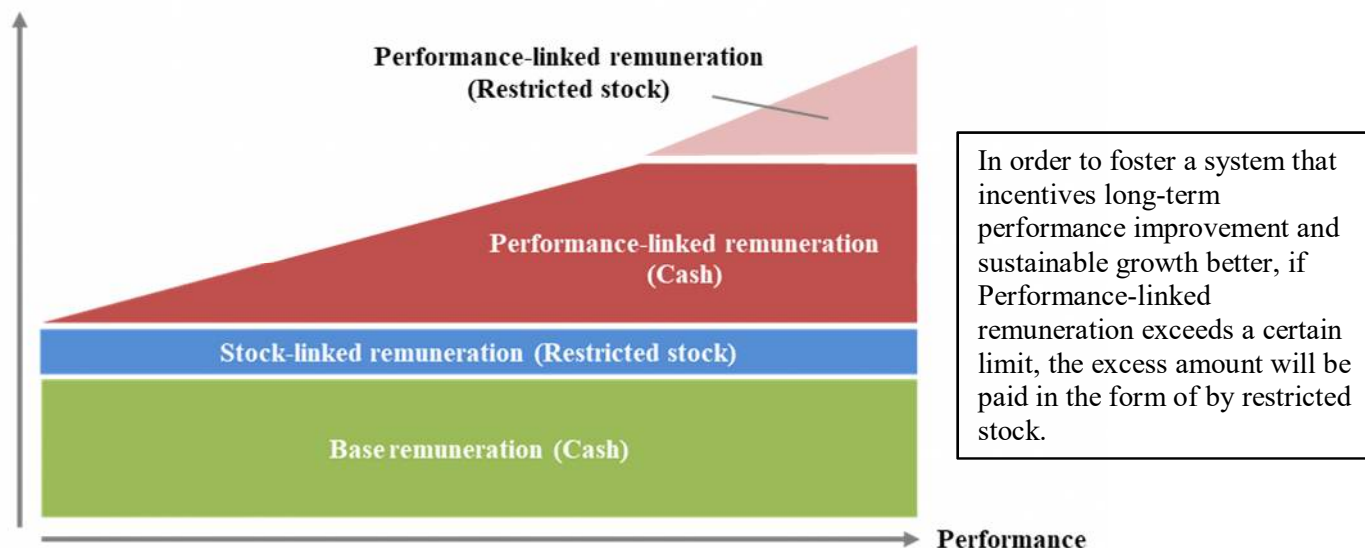 Performance-linked remuneration
(Restricted stock)
Performance-linked remuneration
(Cash)
Stock-linked remuneration (Restricted stock)
Base remuneration (Cash)
Performance
In order to foster a system that
incentives long-term
performance improvement and
sustainable growth better, if
Performance-linked
remuneration exceeds a certain
limit, the excess amount will be
paid in the form of by restricted
stock.